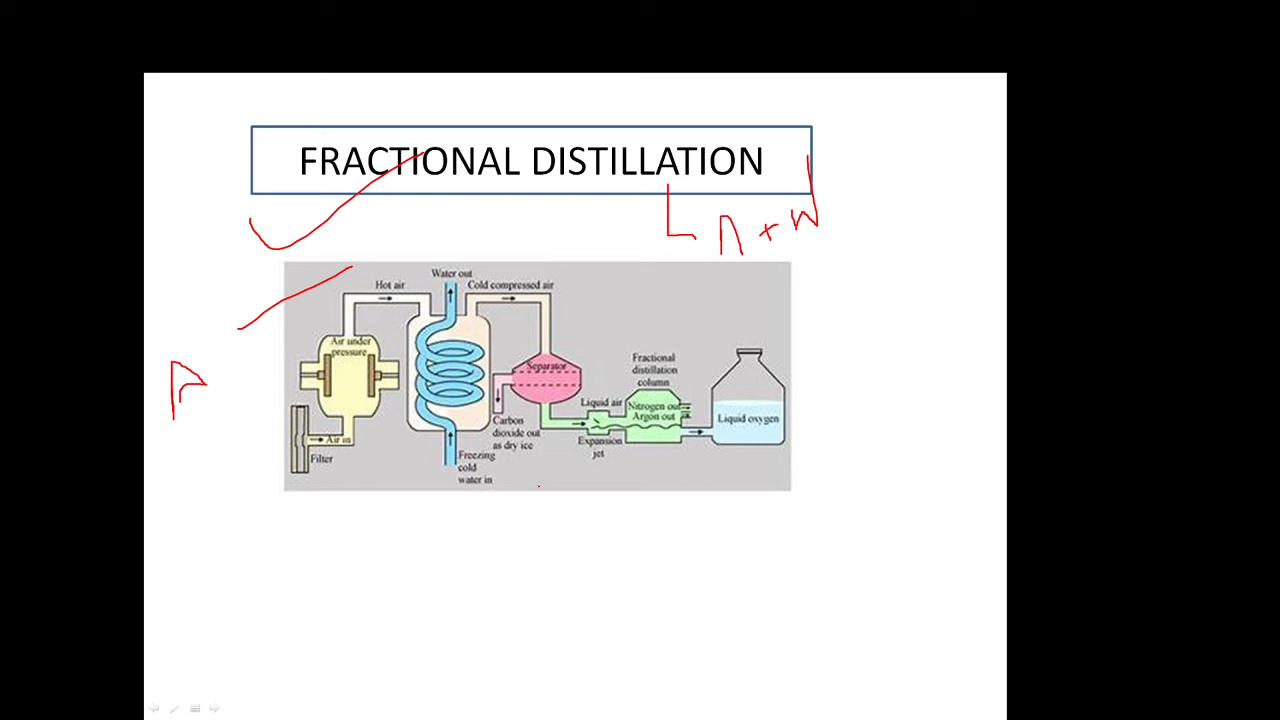 FRACTIONAL DISTILLATION
n + w
Water out
Hot air
Cold compressed air
Air under
pressure
Separator
Fractional
distillation
column
Liquid air
Nitrogen out
Argon out
Liquid oxygen
Carbon
dioxide out
as dry ice
Expansion
jet
Air in
Filter
Freezing
cold
water in